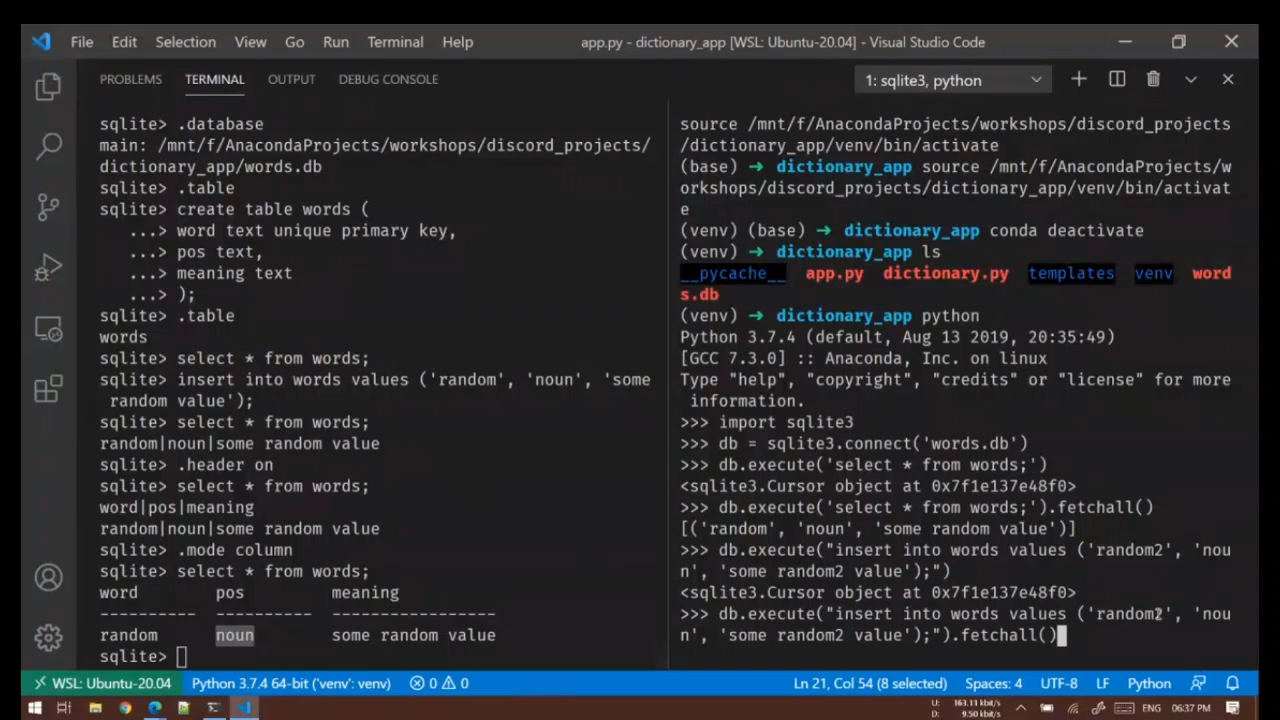 File Edit Selection View Go Run Terminal Help app.py - dictionary_app [WSL: Ubuntu-20.04] - Visual Studio Code
PROBLEMS TERMINAL OUTPUT DEBUG CONSOLE 1: sqlite3, python
sqlite> .database
main: /mnt/f/AnacondaProjects/workshops/discord_projects/
dictionary_app/words.db
sqlite> .table
sqlite> create table words (
...> word text unique primary key,
...> pos text,
...> meaning text
...> );
sqlite> .table
words
sqlite> select * from words;
sqlite> insert into words values ('random', 'noun', 'some
random value');
sqlite> select * from words;
random|noun|some random value
sqlite> .header on
sqlite> select * from words;
word|pos|meaning
random|noun|some random value
sqlite> .mode column
sqlite> select * from words;
word pos meaning
---------- ---------- -----------------
random noun some random value
sqlite>
source /mnt/f/AnacondaProjects/workshops/discord_projects
/dictionary_app/venv/bin/activate
(base) → dictionary_app source /mnt/f/AnacondaProjects/w
orkshops/discord_projects/dictionary_app/venv/bin/activat
e
(venv) (base) → dictionary_app conda deactivate
(venv) → dictionary_app ls
__pycache__ app.py dictionary.py templates venv word
s.db
(venv) → dictionary_app python
Python 3.7.4 (default, Aug 13 2019, 20:35:49)
[GCC 7.3.0] :: Anaconda, Inc. on linux
Type "help", "copyright", "credits" or "license" for more
information.
>>> import sqlite3
>>> db = sqlite3.connect('words.db')
>>> db.execute('select * from words;')
<sqlite3.Cursor object at 0x7f1e137e48f0>
>>> db.execute('select * from words;').fetchall()
[('random', 'noun', 'some random value')]
>>> db.execute("insert into words values ('random2', 'nou
n', 'some random2 value');")
<sqlite3.Cursor object at 0x7f1e137e48f0>
>>> db.execute("insert into words values ('random2', 'nou
n', 'some random2 value');").fetchall()
WSL: Ubuntu-20.04 Python 3.7.4 64-bit ('venv': venv) 0 0 Ln 21, Col 54 (8 selected) Spaces: 4 UTF-8 LF Python
U: 163.11 kbit/s
D: 9.50 kbit/s
ENG 06:37 PM